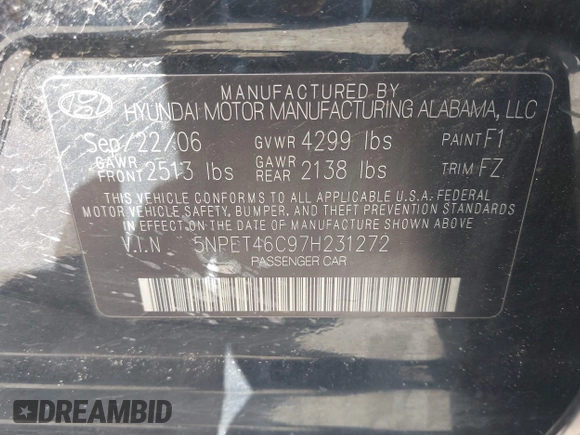 MANUFACTURED BY
HYUNDAI MOTOR MANUFACTURING ALABAMA, LLC
Sep/22/06 GVWR 4299 lbs PAINT F1
GAWR FRONT 2513 lbs GAWR REAR 2138 lbs TRIM FZ
THIS VEHICLE CONFORMS TO ALL APPLICABLE U.S.A. FEDERAL
MOTOR VEHICLE SAFETY, BUMPER, AND THEFT PREVENTION STANDARDS
IN EFFECT ON THE DATE OF MANUFACTURE SHOWN ABOVE.
V.I.N 5NPET46C97H231272
PASSENGER CAR
DREAMBID